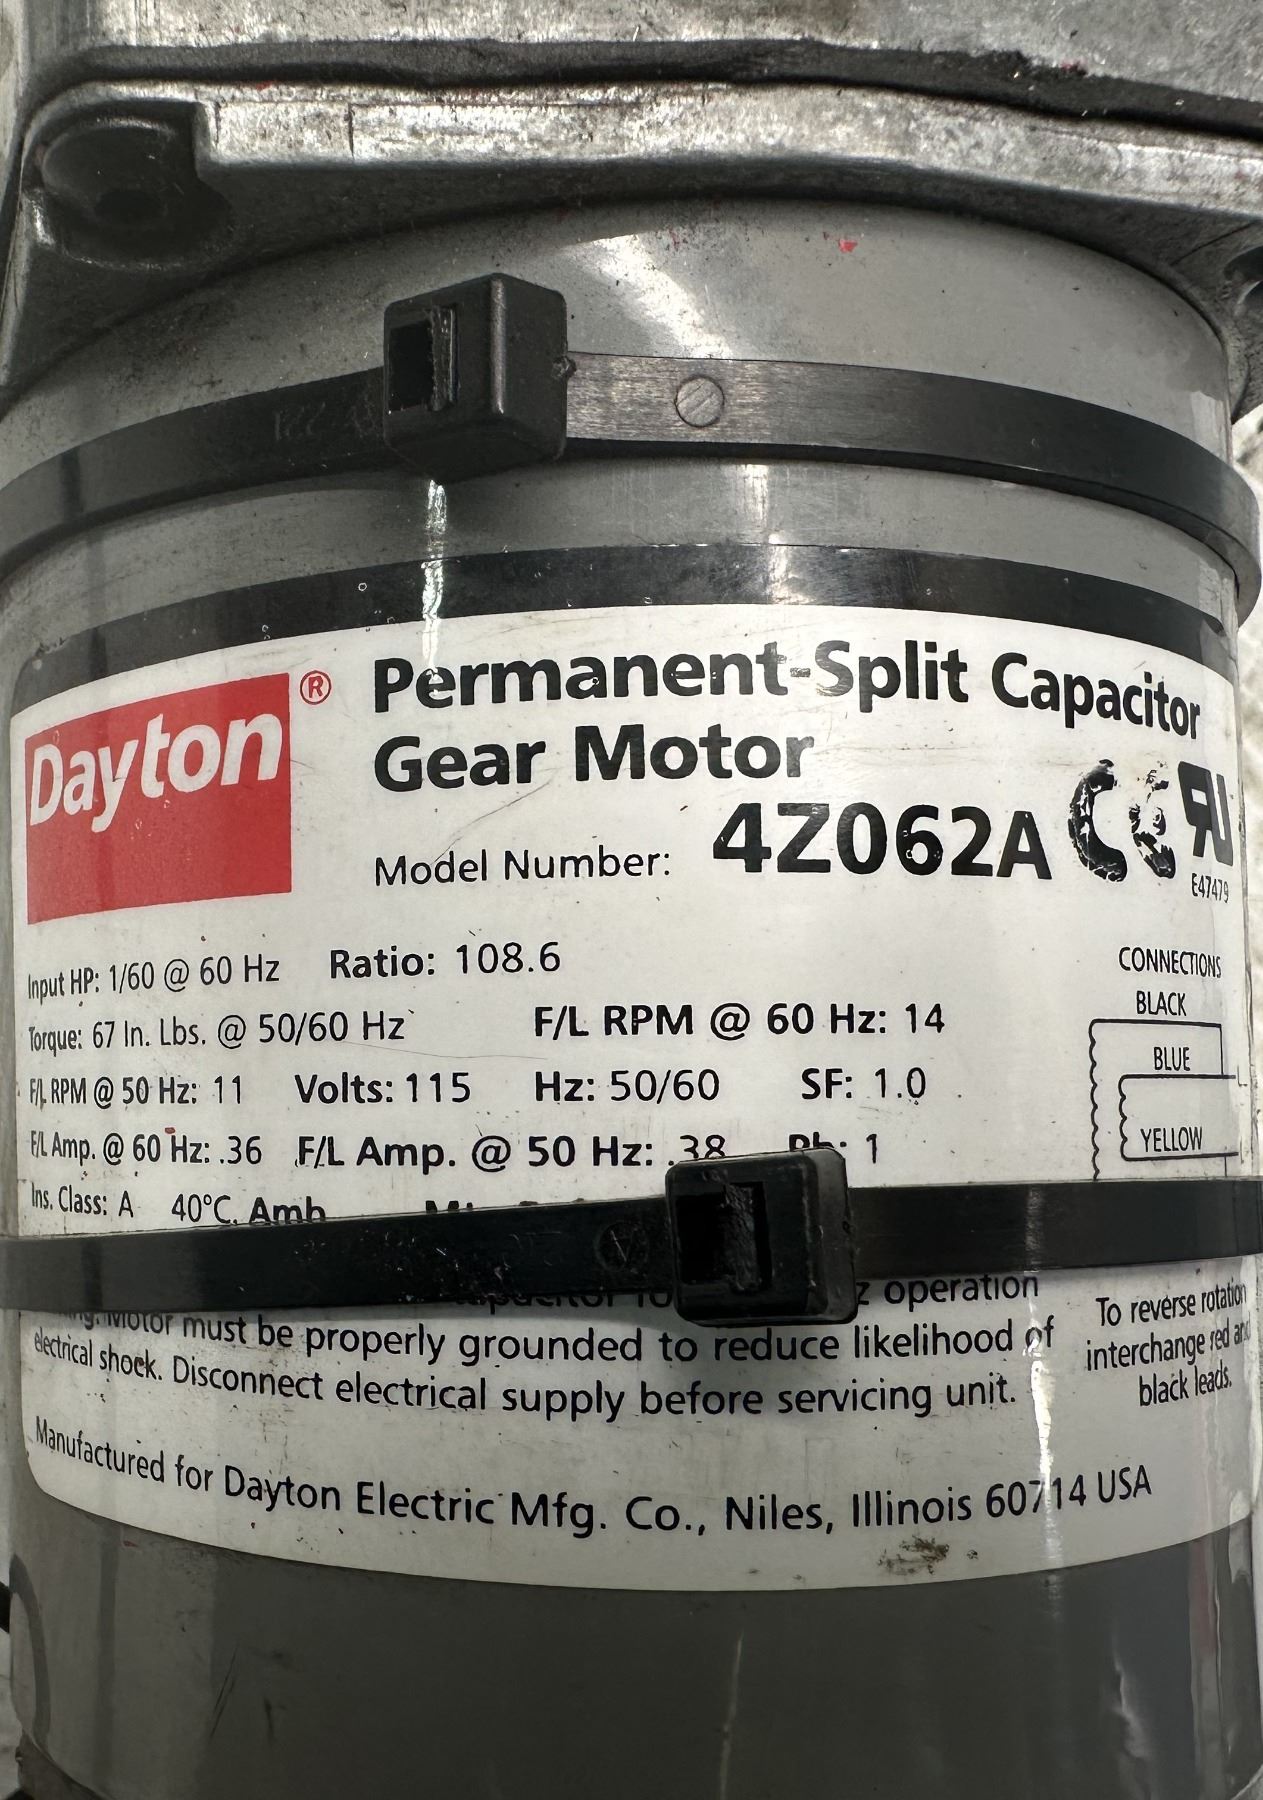 Dayton®
Permanent-Split Capacitor
Gear Motor
Model Number: 4Z062A
E47479
Input HP: 1/60 @ 60 Hz Ratio: 108.6
Torque: 67 In. Lbs. @ 50/60 Hz F/L RPM @ 60 Hz: 14
F/L RPM @ 50 Hz: 11 Volts: 115 Hz: 50/60 SF: 1.0
F/L Amp. @ 60 Hz: .36 F/L Amp. @ 50 Hz: .38 Ph: 1
Ins. Class: A 40°C. Amb
operation
Motor must be properly grounded to reduce likelihood of
electrical shock. Disconnect electrical supply before servicing unit.
Manufactured for Dayton Electric Mfg. Co., Niles, Illinois 60714 USA
CONNECTIONS
BLACK
BLUE
YELLOW
To reverse rotation
interchange red and
black leads.